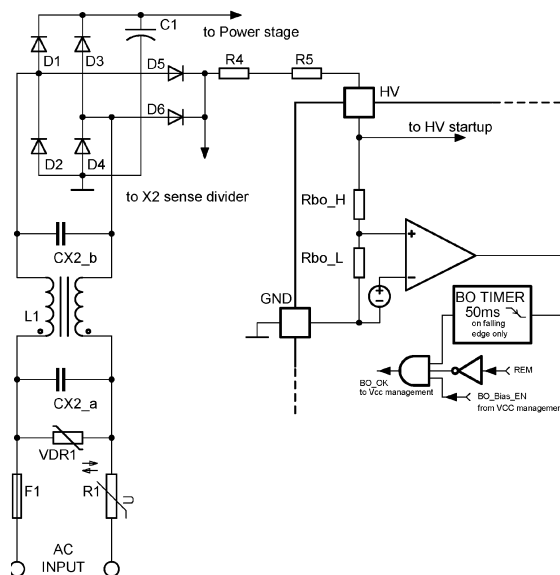 C1
to Power stage
D1
D3
D5
R4
R5
HV
D6
to HV startup
D2
D4
to X2 sense divider
Rbo_H
+
CX2_b
Rbo_L
−
GND
L1
BO TIMER
50ms
on falling
edge only
REM
BO_OK
to Vcc management
CX2_a
BO_Bias_EN
from VCC management
VDR1
F1
R1
U
AC
INPUT